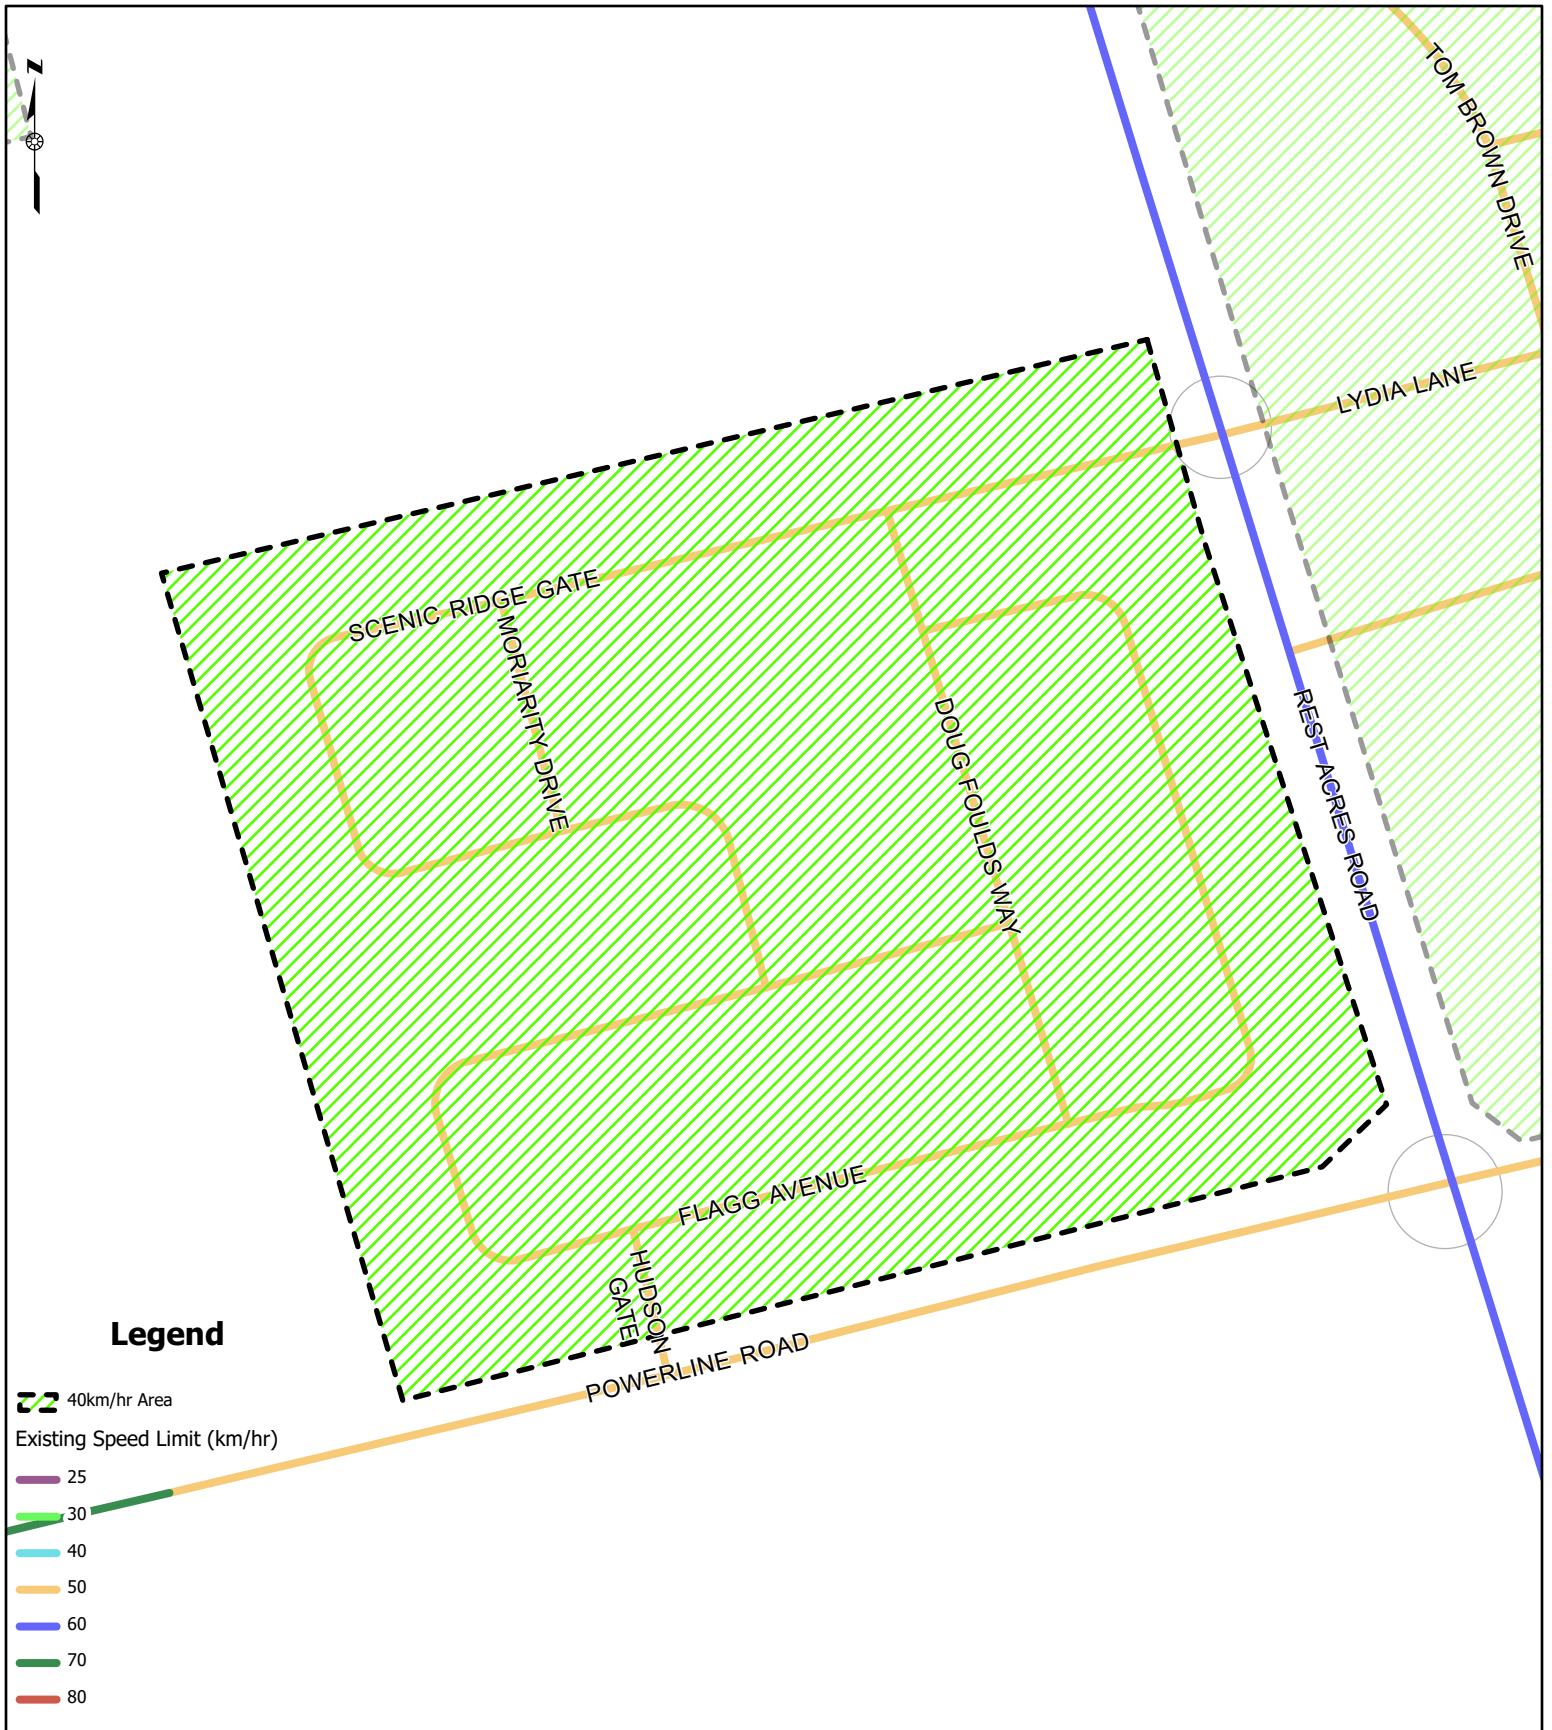 N
TOM BROWN DRIVE
LYDIA LANE
SCENIC RIDGE GATE
MORIARITY DRIVE
DOUG FOULDS WAY
REST ACRES ROAD
FLAGG AVENUE
HUDSON
GATE
POWERLINE ROAD
Legend
40km/hr Area
Existing Speed Limit (km/hr)
25
30
40
50
60
70
80